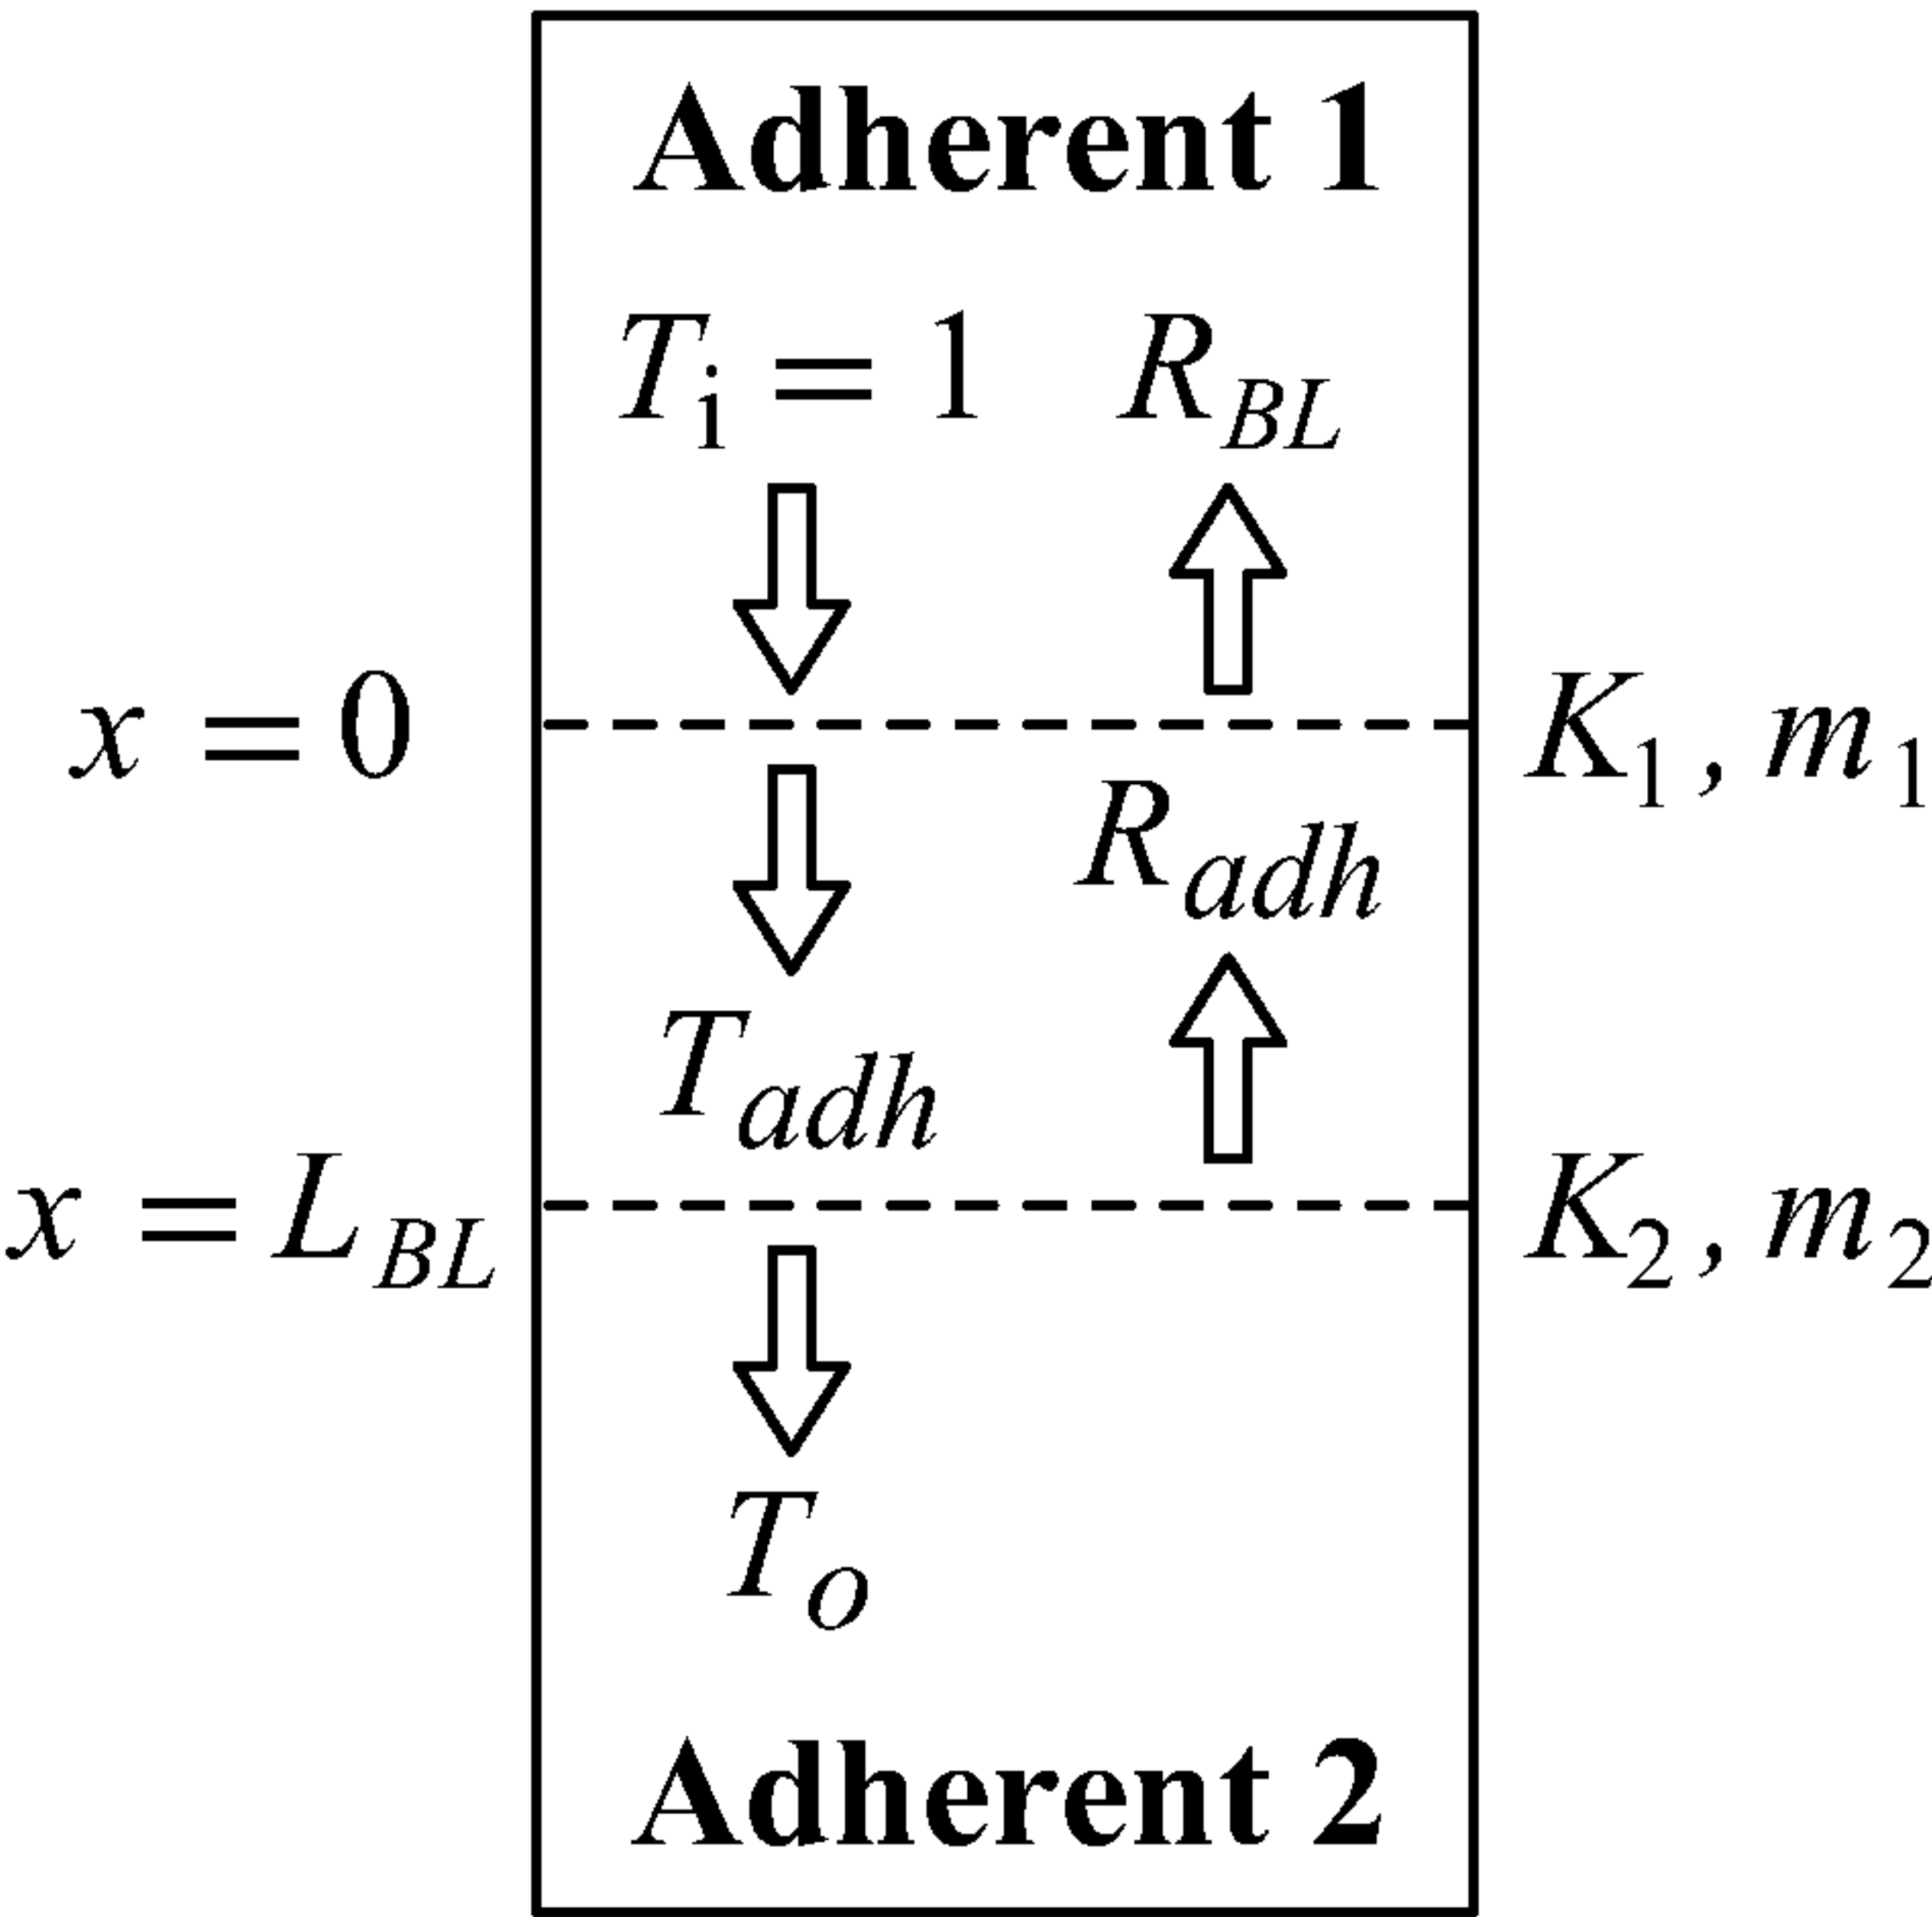 Adherent 1
T_i = 1 R_BL
x = 0 K_1, m_1
R_adh
T_adh
x = L_BL K_2, m_2
T_o
Adherent 2